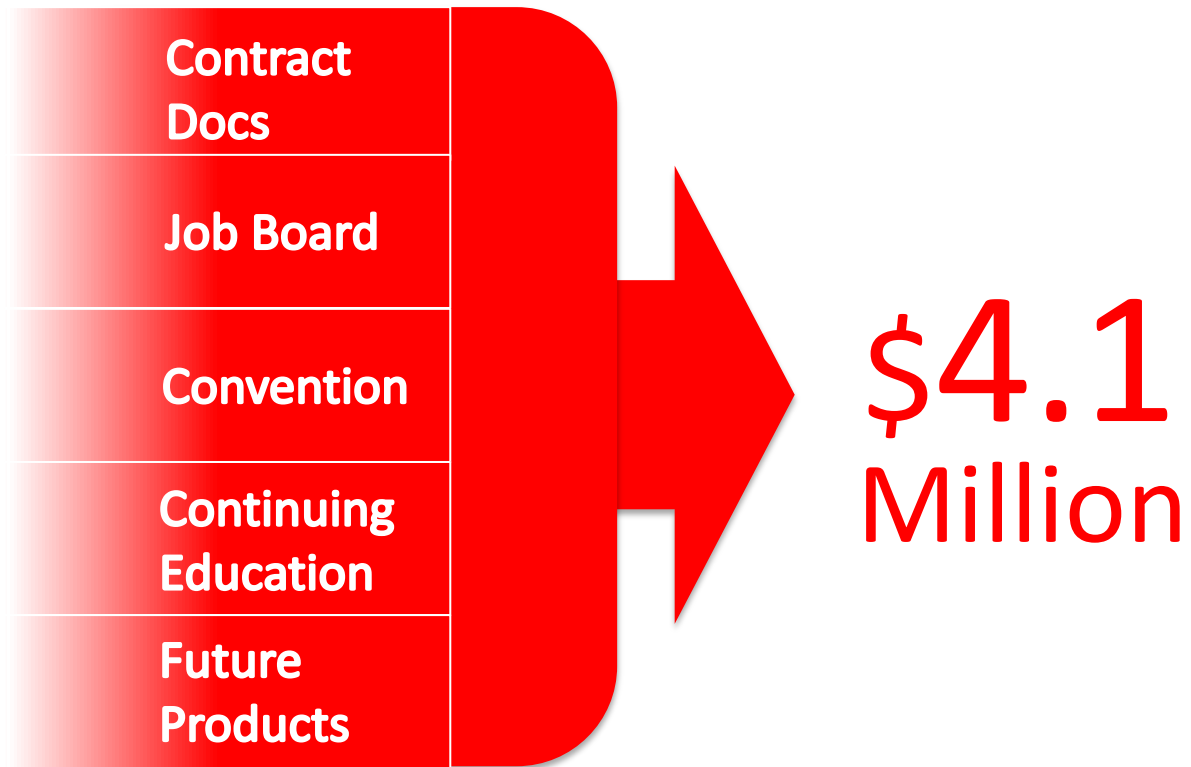 Contract
Docs
Job Board
Convention
Continuing
Education
Future
Products
$4.1
Million